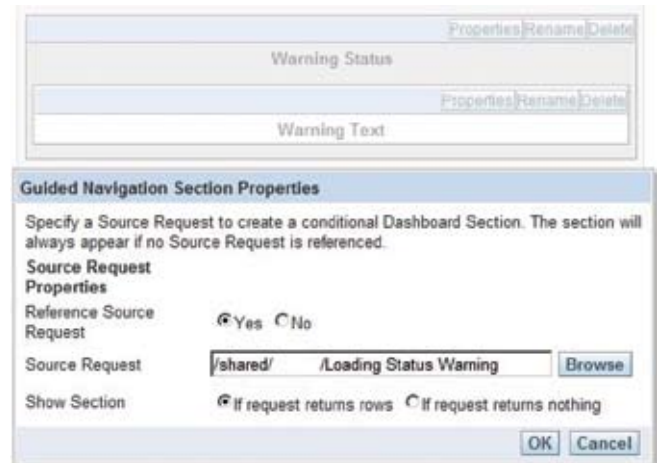 Properties Rename Delete
Warning Status
Properties Rename Delete
Warning Text
Guided Navigation Section Properties
Specify a Source Request to create a conditional Dashboard Section. The section will
always appear if no Source Request is referenced.
Source Request
Properties
Reference Source
Request
Yes No
Source Request /shared/ /Loading Status Warning Browse
Show Section If request returns rows If request returns nothing
OK Cancel